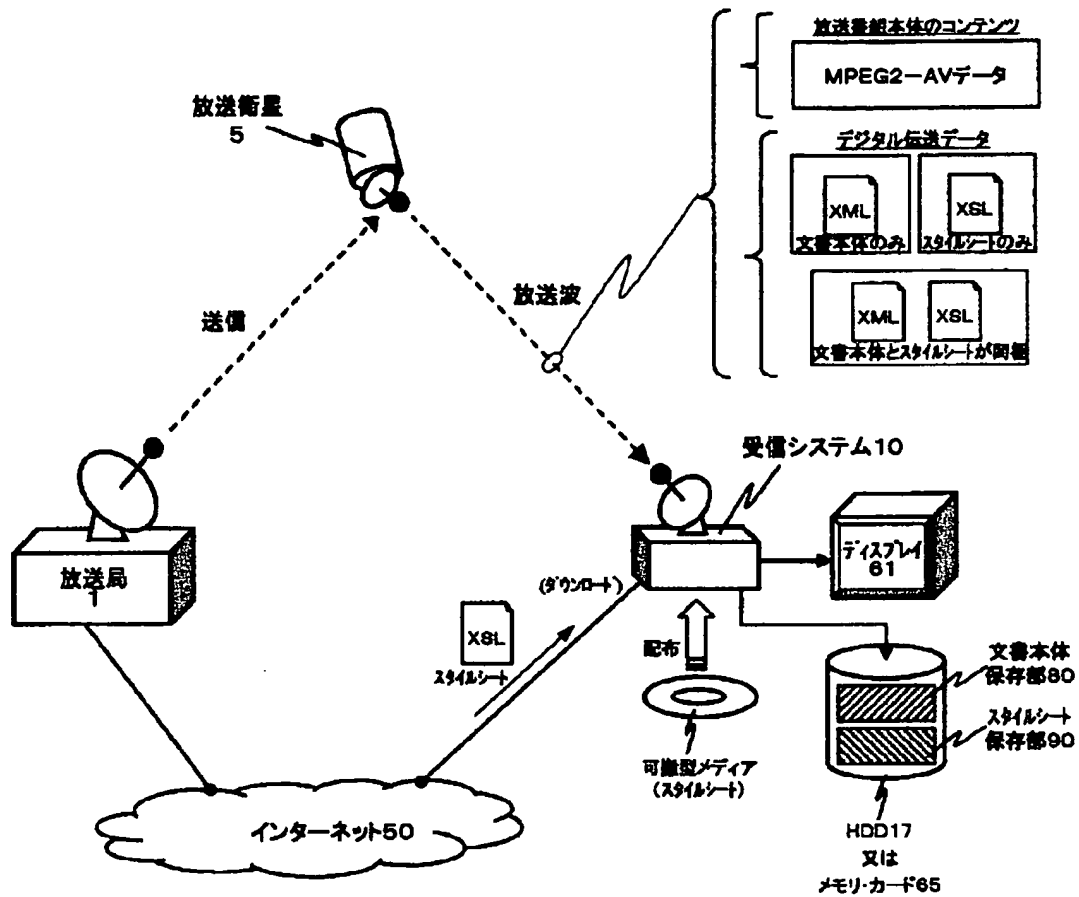 放送番組本体のコンテンツ
MPEG2-AVデータ
放送衛星
5
デジタル伝送データ
XML
文書本体のみ
XSL
スタイルシートのみ
放送波
送信
XML
XSL
文書本体とスタイルシートが同梱
受信システム10
放送局
1
ディスプレイ
61
(ダウンロード)
XSL
スタイルシート
配布
文書本体
保存部80
スタイルシート
保存部90
可搬型メディア
(スタイルシート)
インターネット50
HDD17
又は
メモリ・カード65